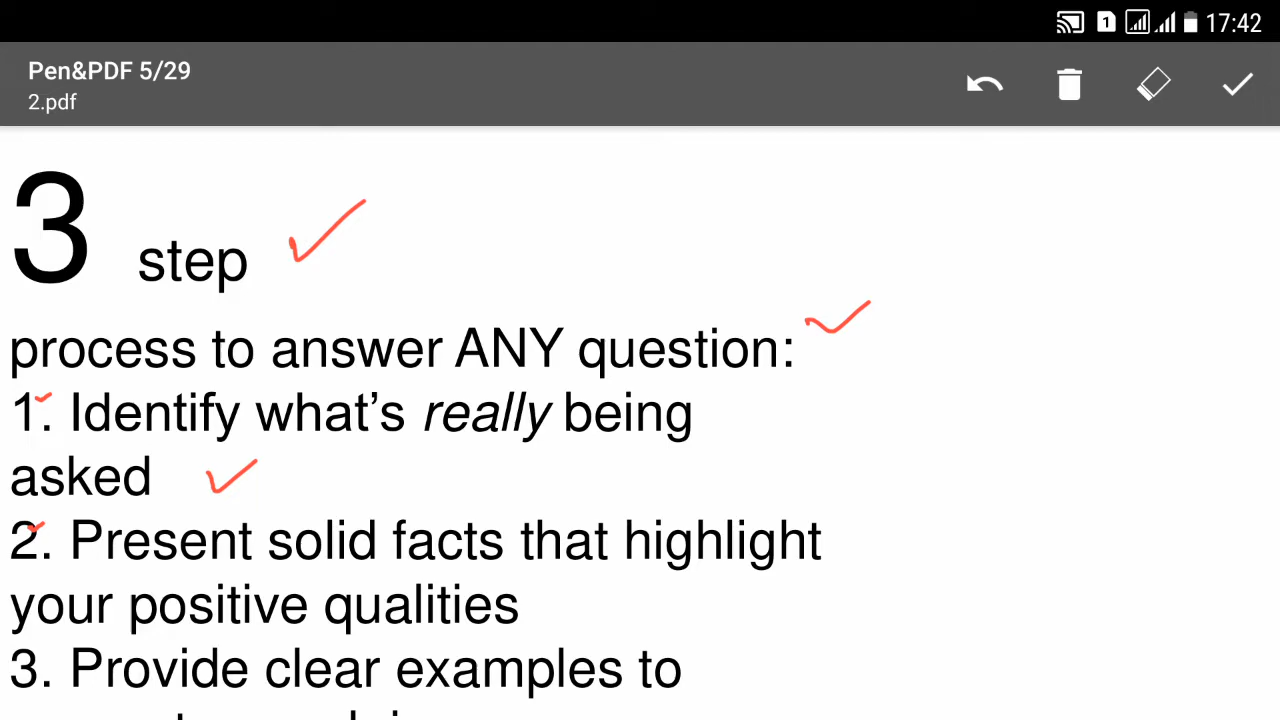 1 17:42
Pen&PDF 5/29
2.pdf
3 step
process to answer ANY question:
1. Identify what's really being
asked
2. Present solid facts that highlight
your positive qualities
3. Provide clear examples to